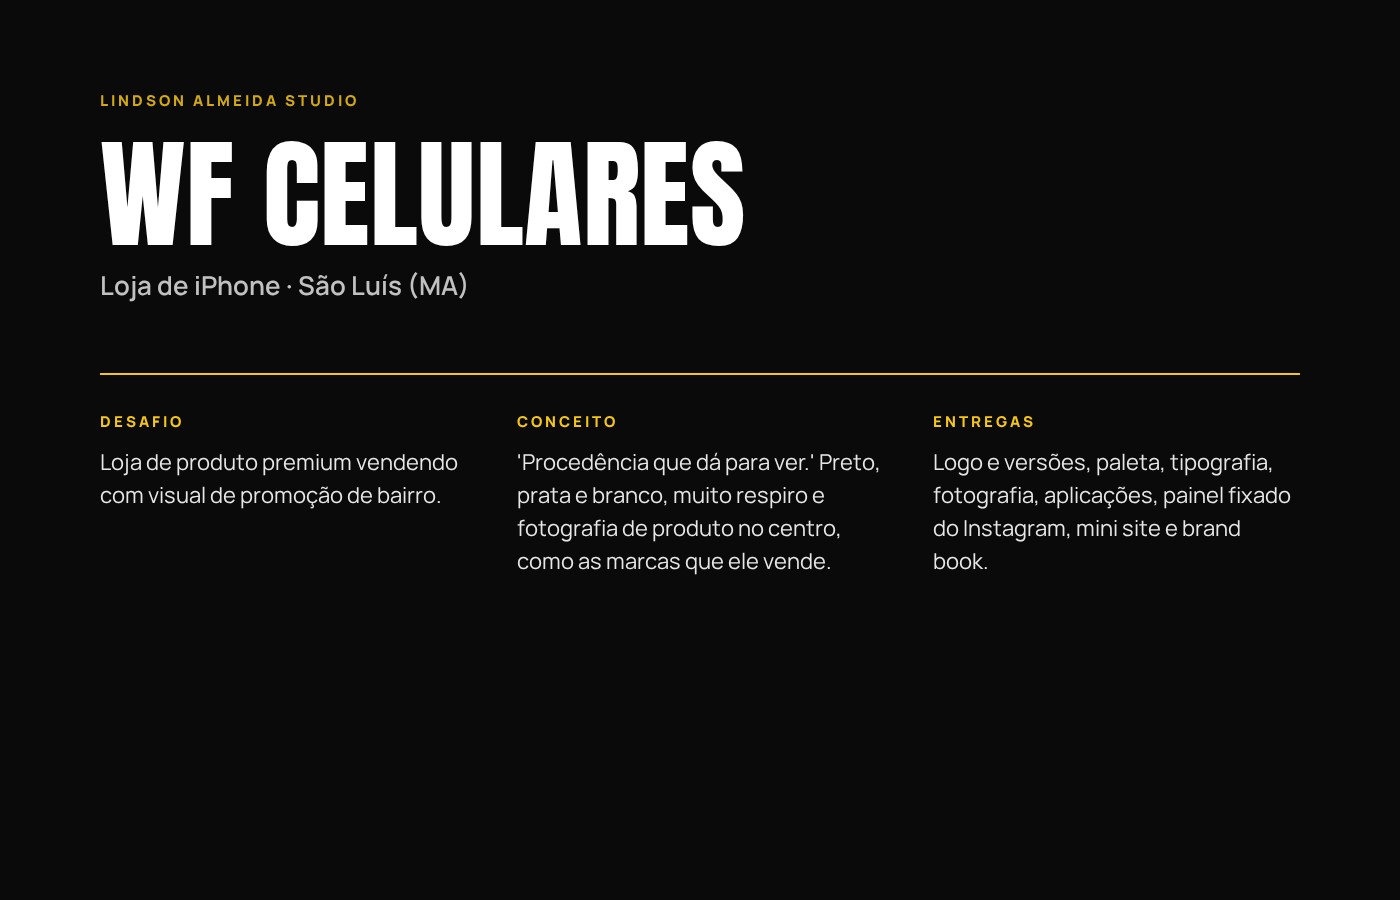 LINDSON ALMEIDA STUDIO
WF CELULARES
Loja de iPhone · São Luís (MA)
DESAFIO
Loja de produto premium vendendo
com visual de promoção de bairro.
CONCEITO
'Procedência que dá para ver.' Preto,
prata e branco, muito respiro e
fotografia de produto no centro,
como as marcas que ele vende.
ENTREGAS
Logo e versões, paleta, tipografia,
fotografia, aplicações, painel fixado
do Instagram, mini site e brand
book.